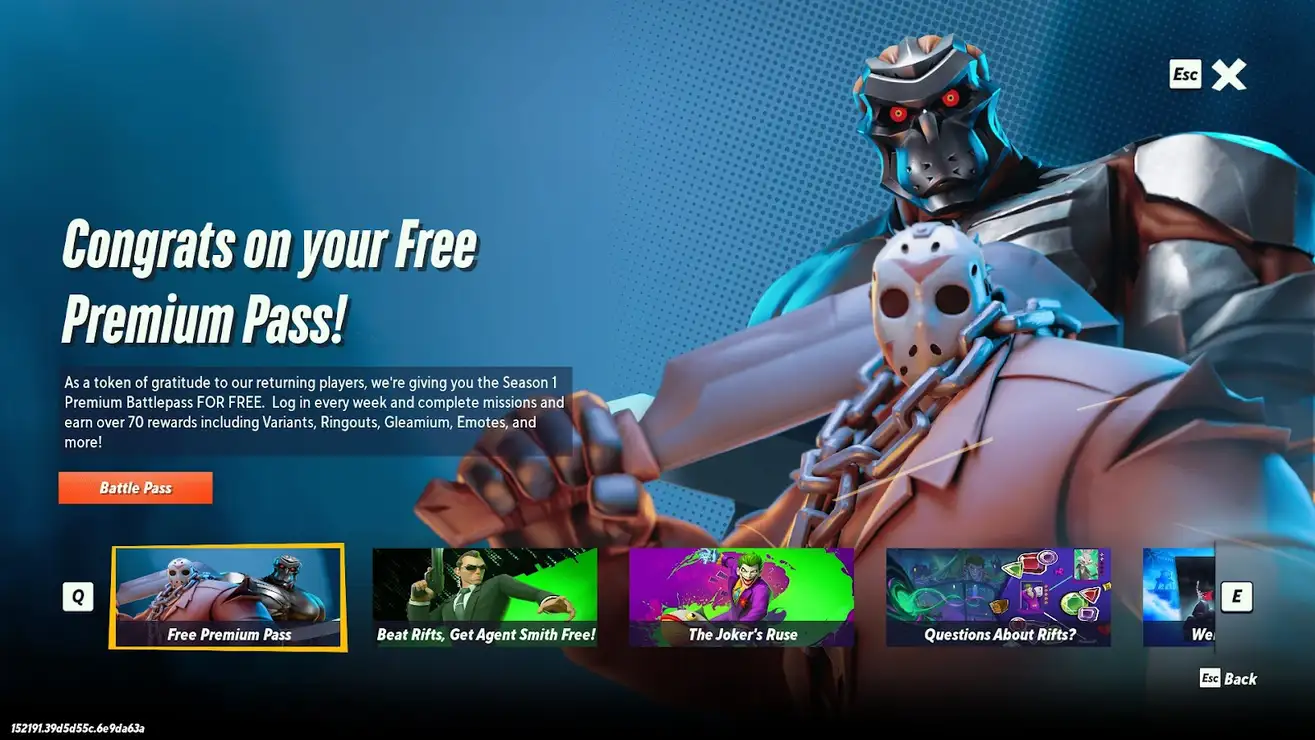 Esc
Congrats on your Free
Premium Pass!
As a token of gratitude to our returning players, we're giving you the Season 1
Premium Battlepass FOR FREE.  Log in every week and complete missions and
earn over 70 rewards including Variants, Ringouts, Gleamium, Emotes, and
more!
Battle Pass
Q
Free Premium Pass
Beat Rifts, Get Agent Smith Free!
The Joker's Ruse
Questions About Rifts?
We
E
Esc Back
152191.39d5d55c.6e9da63a